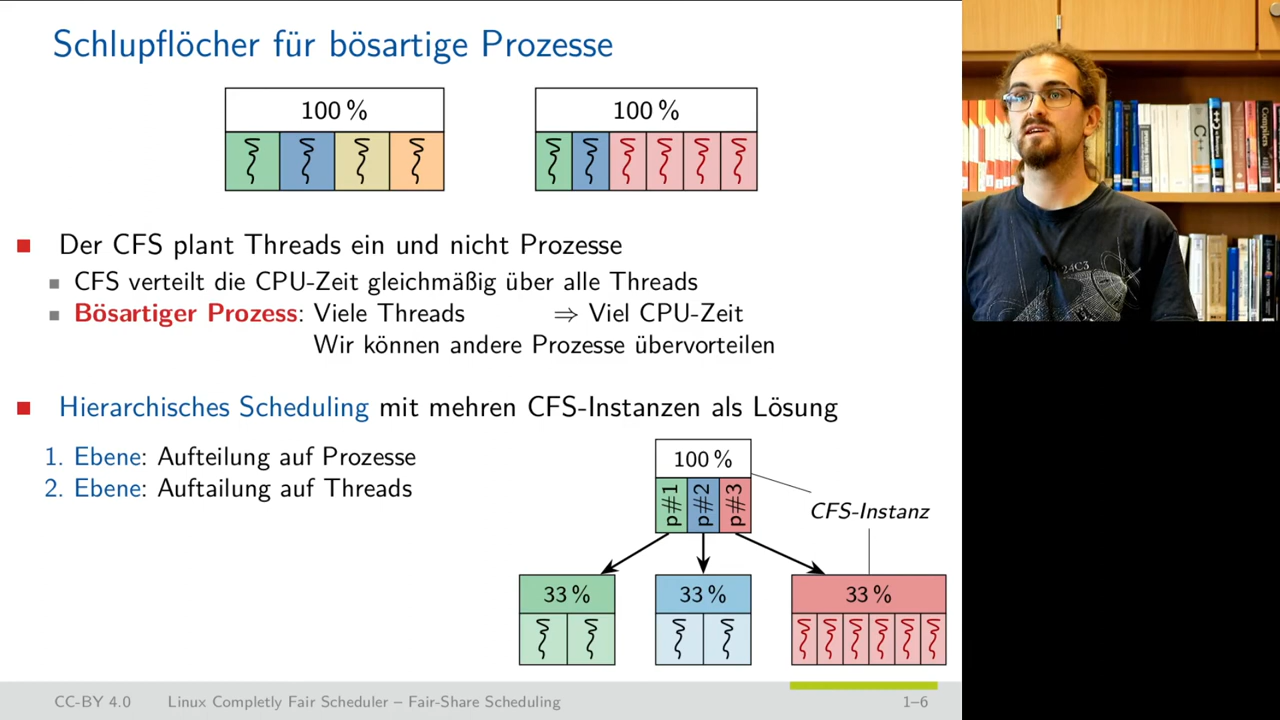 Schlupflöcher für bösartige Prozesse
100 %
100 %
Der CFS plant Threads ein und nicht Prozesse
CFS verteilt die CPU-Zeit gleichmäßig über alle Threads
Bösartiger Prozess: Viele Threads ⇒ Viel CPU-Zeit
Wir können andere Prozesse übervorteilen
Hierarchisches Scheduling mit mehren CFS-Instanzen als Lösung
1. Ebene: Aufteilung auf Prozesse
2. Ebene: Auftailung auf Threads
100 %
p#1 p#2 p#3
CFS-Instanz
33 % 33 % 33 %
CC-BY 4.0 Linux Completly Fair Scheduler – Fair-Share Scheduling 1–6
24C3
C++
Compilers